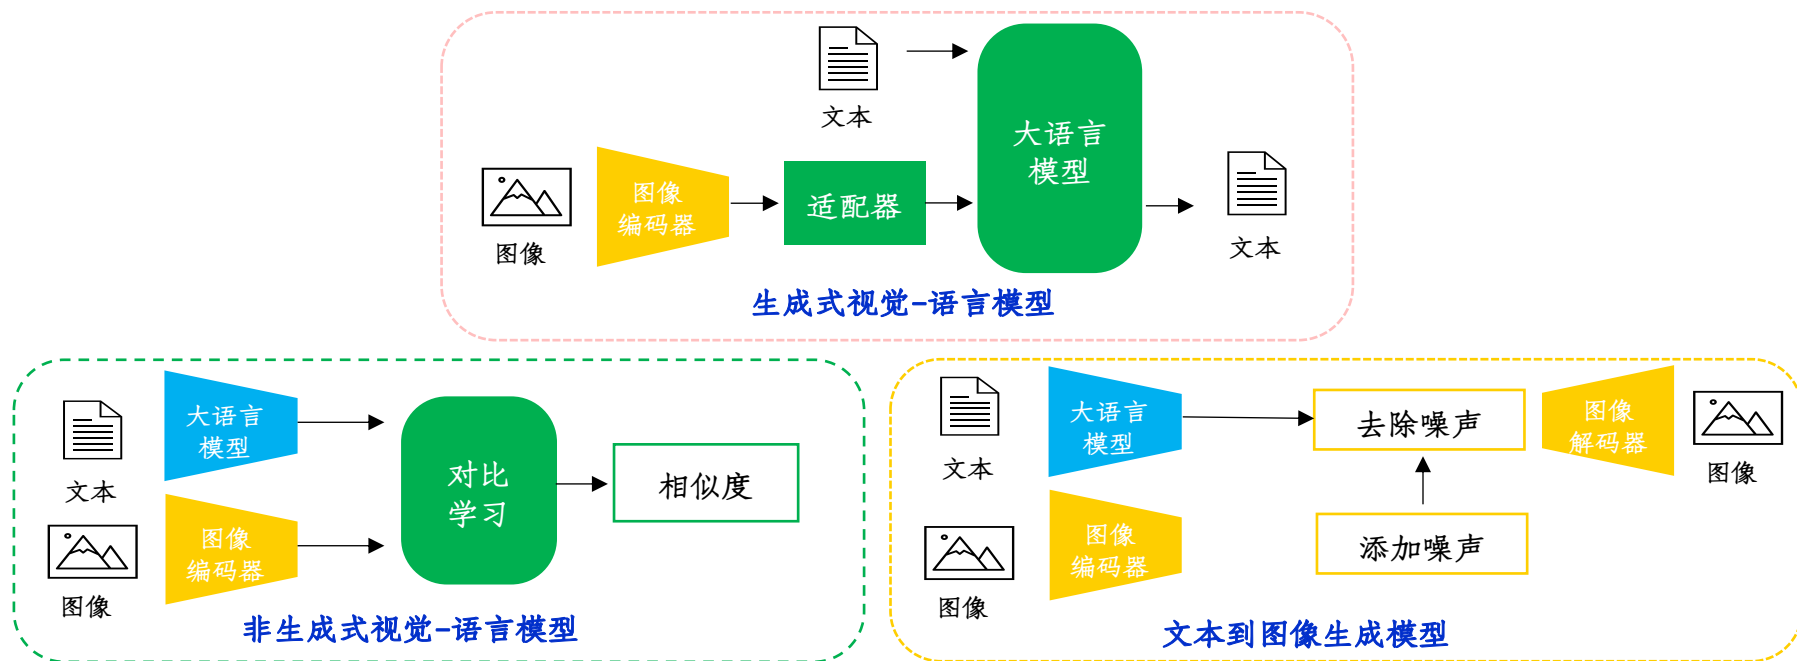 文本
大语言
模型
图像
编码器
适配器
图像
文本
生成式视觉-语言模型
大语言
模型
文本
图像
编码器
图像
对比
学习
相似度
非生成式视觉-语言模型
文本
大语言
模型
图像
图像
编码器
去除噪声
添加噪声
图像
解码器
图像
文本到图像生成模型